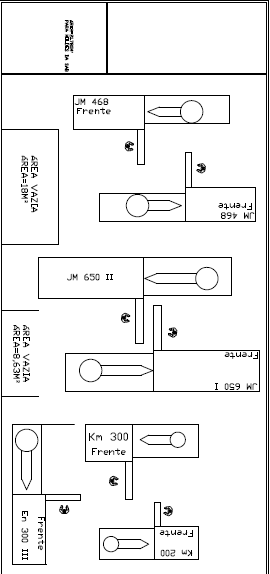 JM 468
Frente
ÁREA VAZIA
ÁREA=18M²
Frente
JM 468
JM 650 II
ÁREA VAZIA
ÁREA=8,63M²
Frente
JM 650 I
Km 300
Frente
Frente
En 300 III
Frente
Km 200